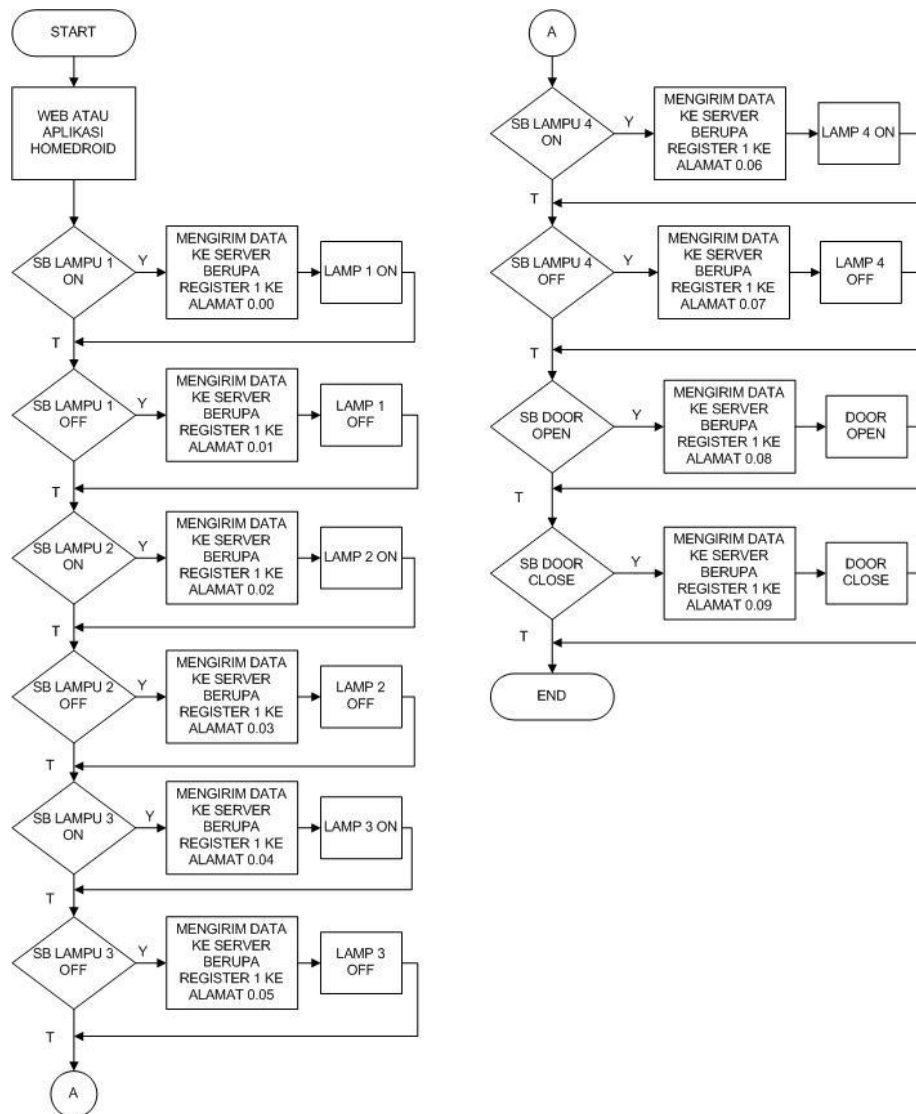 START
WEB ATAU
APLIKASI
HOMEDROID
SB LAMPU 1
ON
Y
MENGIRIM DATA
KE SERVER
BERUPA
REGISTER 1 KE
ALAMAT 0.00
LAMP 1 ON
T
SB LAMPU 1
OFF
Y
MENGIRIM DATA
KE SERVER
BERUPA
REGISTER 1 KE
ALAMAT 0.01
LAMP 1
OFF
T
SB LAMPU 2
ON
Y
MENGIRIM DATA
KE SERVER
BERUPA
REGISTER 1 KE
ALAMAT 0.02
LAMP 2 ON
T
SB LAMPU 2
OFF
Y
MENGIRIM DATA
KE SERVER
BERUPA
REGISTER 1 KE
ALAMAT 0.03
LAMP 2
OFF
T
SB LAMPU 3
ON
Y
MENGIRIM DATA
KE SERVER
BERUPA
REGISTER 1 KE
ALAMAT 0.04
LAMP 3 ON
T
SB LAMPU 3
OFF
Y
MENGIRIM DATA
KE SERVER
BERUPA
REGISTER 1 KE
ALAMAT 0.05
LAMP 3
OFF
T
A
A
SB LAMPU 4
ON
Y
MENGIRIM DATA
KE SERVER
BERUPA
REGISTER 1 KE
ALAMAT 0.06
LAMP 4 ON
T
SB LAMPU 4
OFF
Y
MENGIRIM DATA
KE SERVER
BERUPA
REGISTER 1 KE
ALAMAT 0.07
LAMP 4
OFF
T
SB DOOR
OPEN
Y
MENGIRIM DATA
KE SERVER
BERUPA
REGISTER 1 KE
ALAMAT 0.08
DOOR
OPEN
T
SB DOOR
CLOSE
Y
MENGIRIM DATA
KE SERVER
BERUPA
REGISTER 1 KE
ALAMAT 0.09
DOOR
CLOSE
T
END